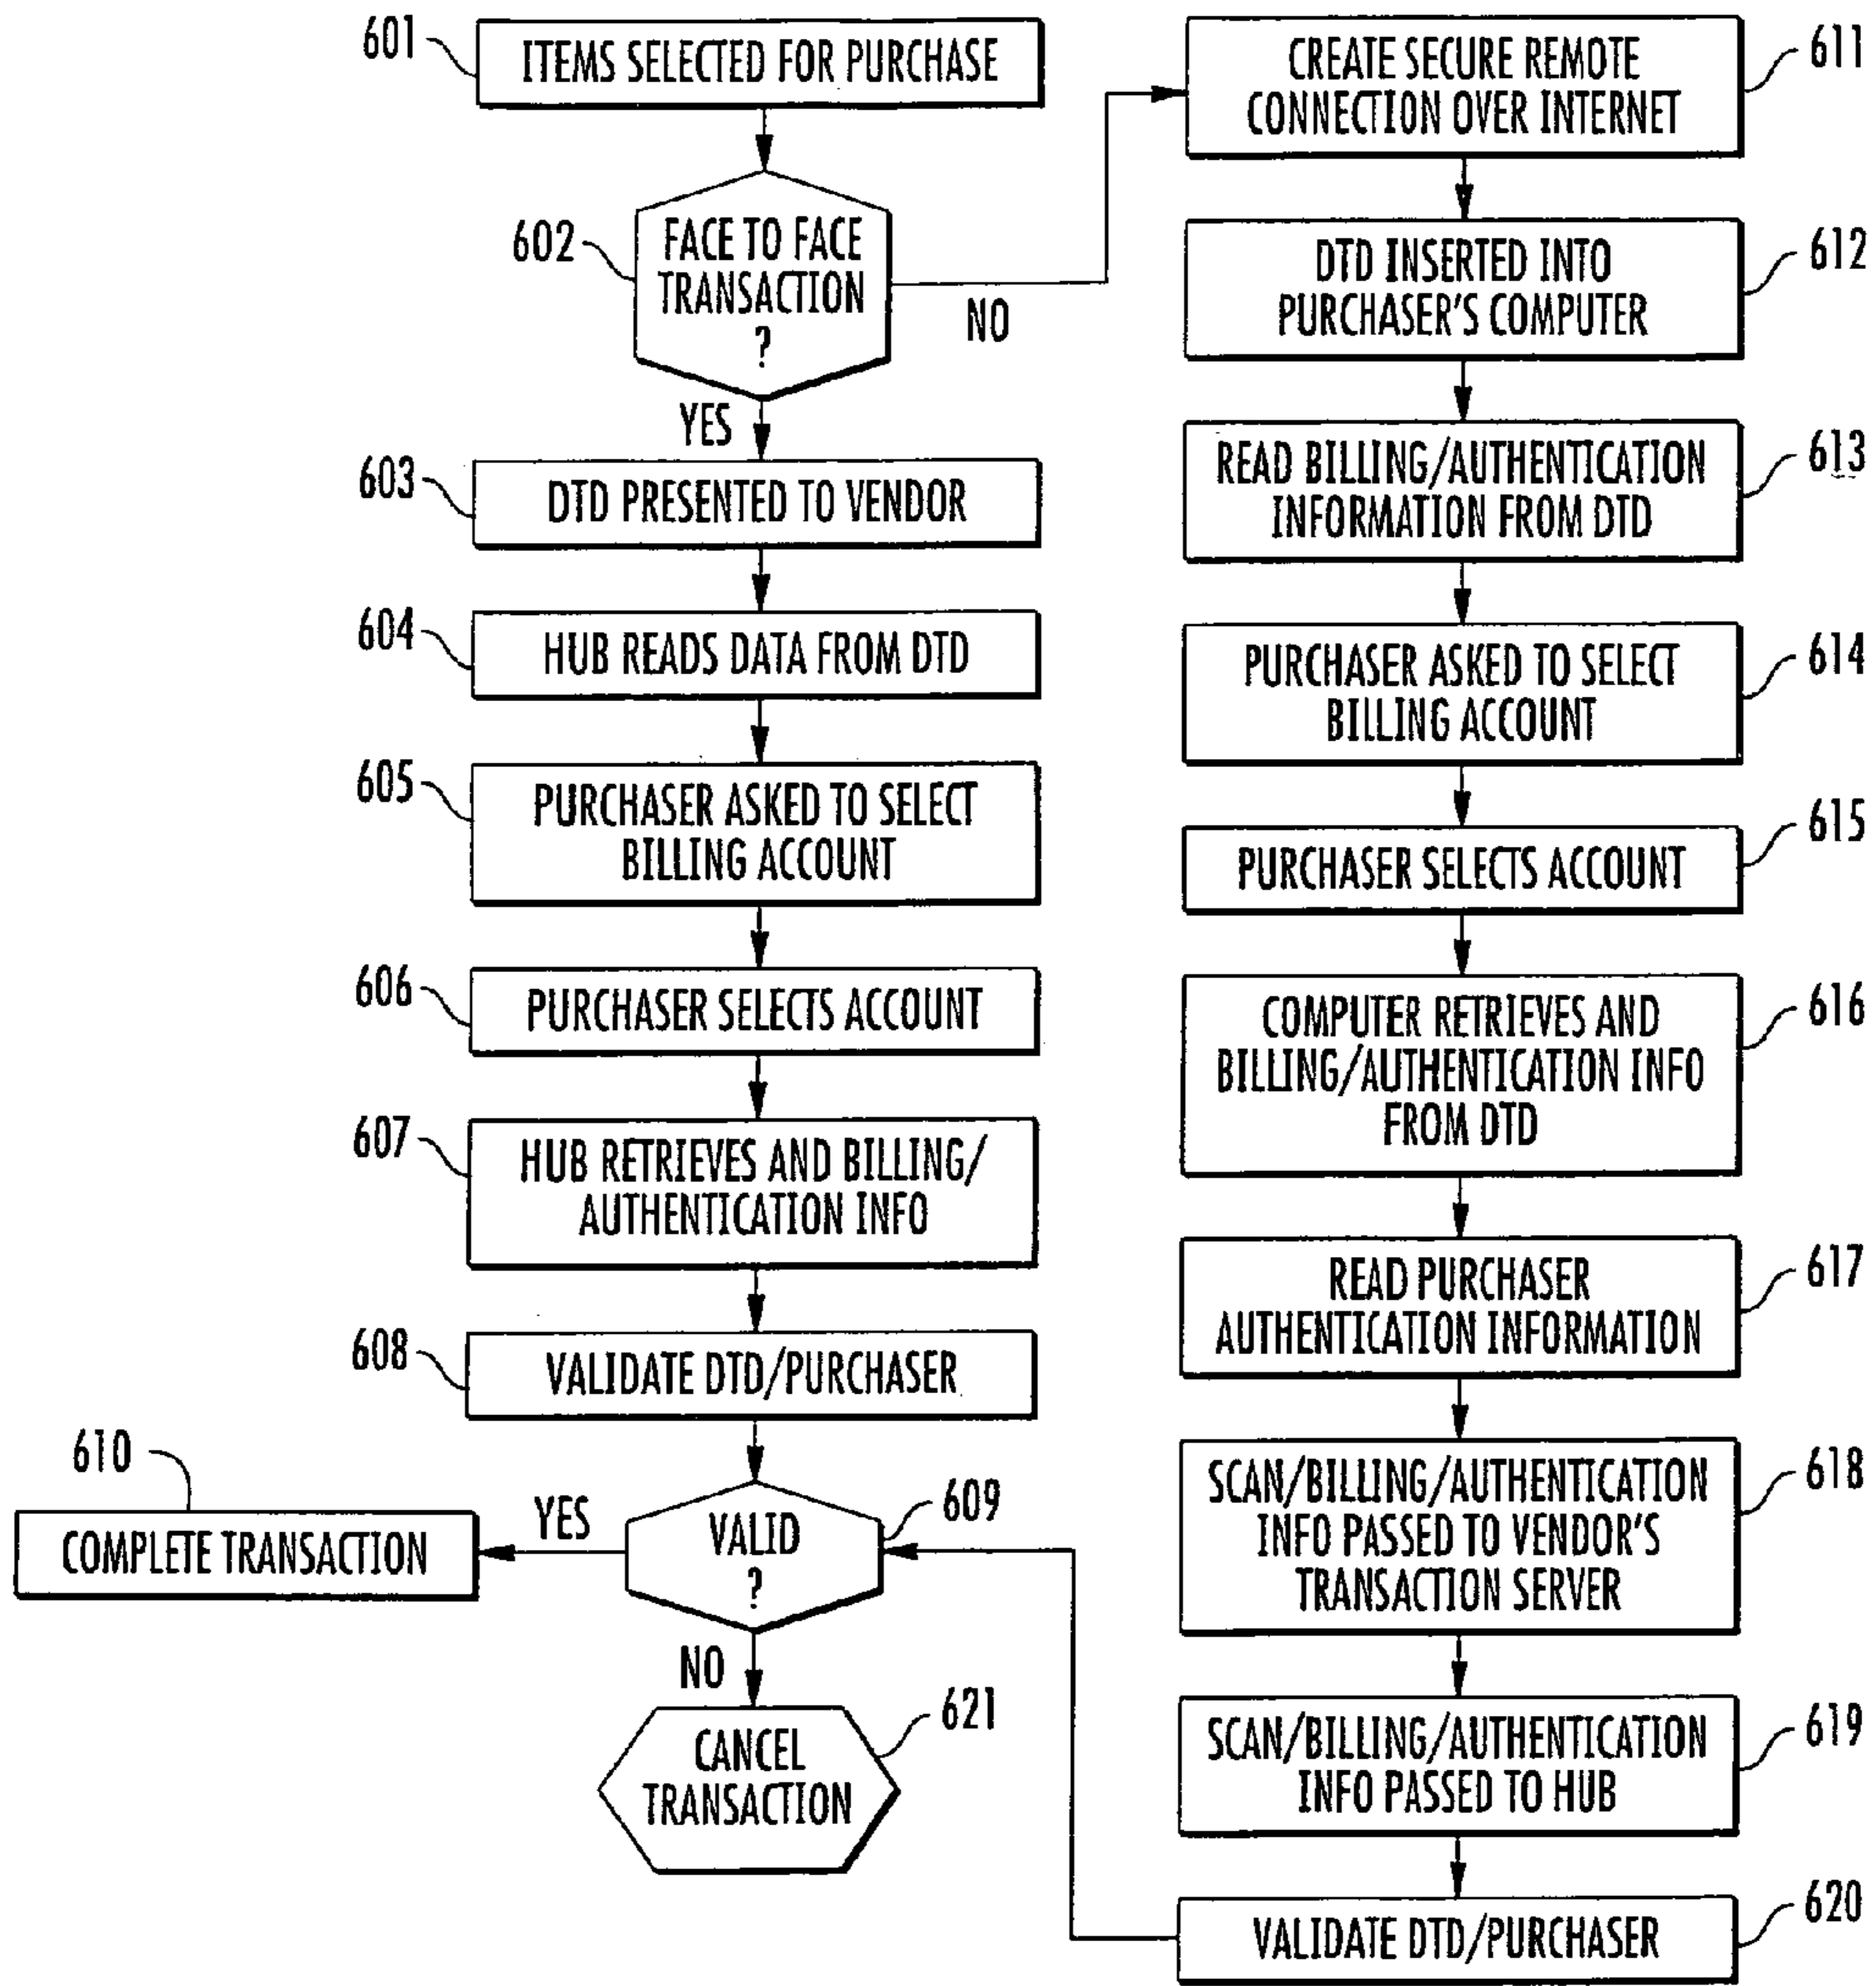 601
ITEMS SELECTED FOR PURCHASE
602
FACE TO FACE
TRANSACTION
?
NO
YES
603
DTD PRESENTED TO VENDOR
604
HUB READS DATA FROM DTD
605
PURCHASER ASKED TO SELECT
BILLING ACCOUNT
606
PURCHASER SELECTS ACCOUNT
607
HUB RETRIEVES AND BILLING/
AUTHENTICATION INFO
608
VALIDATE DTD/PURCHASER
609
VALID
?
YES
610
COMPLETE TRANSACTION
NO
621
CANCEL
TRANSACTION
611
CREATE SECURE REMOTE
CONNECTION OVER INTERNET
612
DTD INSERTED INTO
PURCHASER'S COMPUTER
613
READ BILLING/AUTHENTICATION
INFORMATION FROM DTD
614
PURCHASER ASKED TO SELECT
BILLING ACCOUNT
615
PURCHASER SELECTS ACCOUNT
616
COMPUTER RETRIEVES AND
BILLING/AUTHENTICATION INFO
FROM DTD
617
READ PURCHASER
AUTHENTICATION INFORMATION
618
SCAN/BILLING/AUTHENTICATION
INFO PASSED TO VENDOR'S
TRANSACTION SERVER
619
SCAN/BILLING/AUTHENTICATION
INFO PASSED TO HUB
620
VALIDATE DTD/PURCHASER